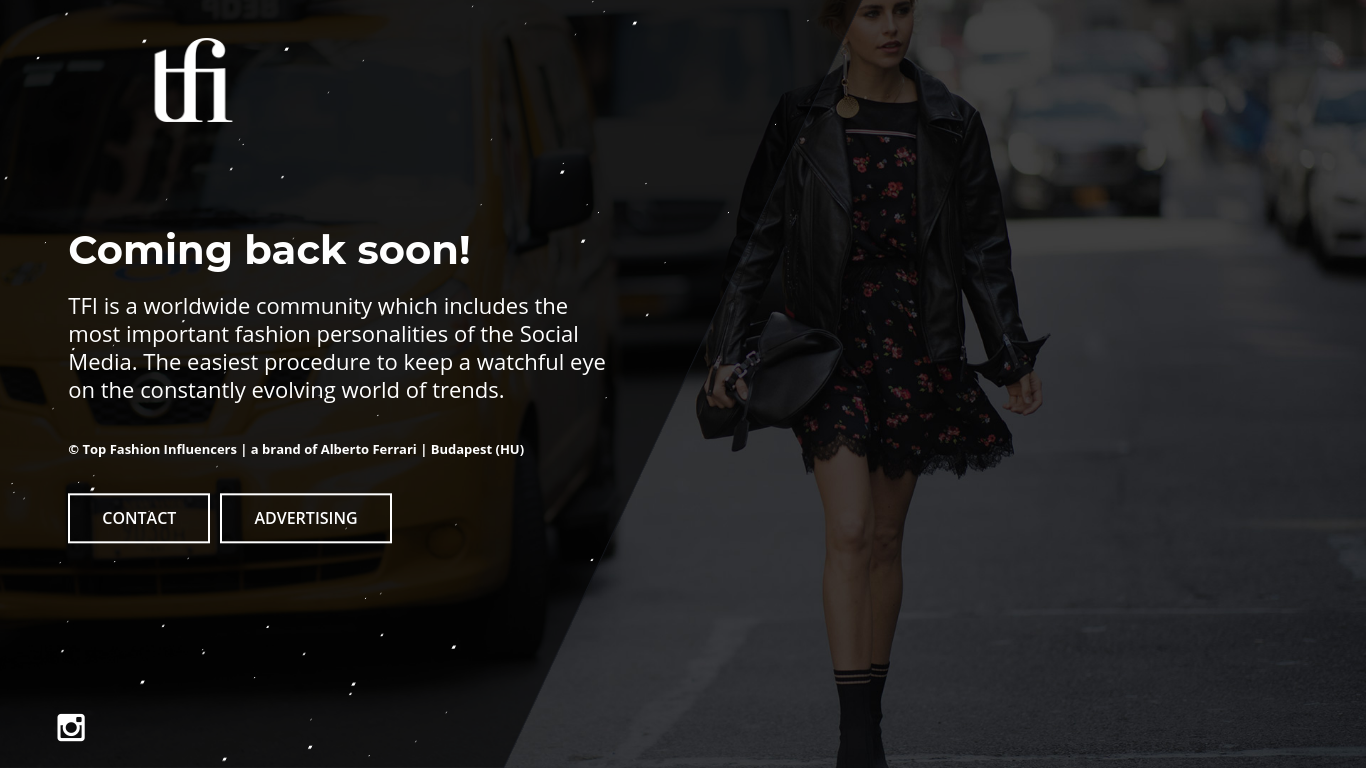 tfi
Coming back soon!
TFI is a worldwide community which includes the
most important fashion personalities of the Social
Media. The easiest procedure to keep a watchful eye
on the constantly evolving world of trends.
© Top Fashion Influencers | a brand of Alberto Ferrari | Budapest (HU)
CONTACT
ADVERTISING